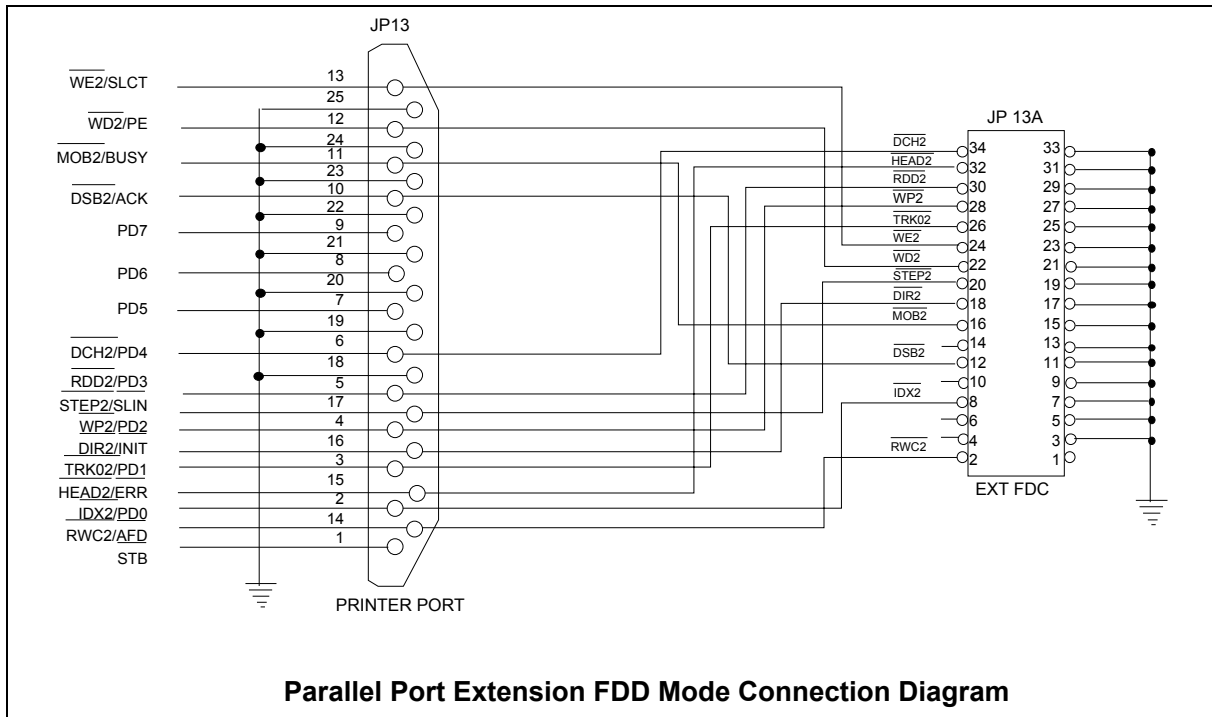 JP13
WE2/SLCT
WD2/PE
MOB2/BUSY
DSB2/ACK
PD7
PD6
PD5
DCH2/PD4
RDD2/PD3
STEP2/SLIN
WP2/PD2
DIR2/INIT
TRK02/PD1
HEAD2/ERR
IDX2/PD0
RWC2/AFD
STB
13
25
12
24
11
23
10
22
9
21
8
20
7
19
6
18
5
17
4
16
3
15
2
14
1
PRINTER PORT
JP 13A
DCH2
HEAD2
RDD2
WP2
TRK02
WE2
WD2
STEP2
DIR2
MOB2
DSB2
IDX2
RWC2
34 33
32 31
30 29
28 27
26 25
24 23
22 21
20 19
18 17
16 15
14 13
12 11
10 9
8 7
6 5
4 3
2 1
EXT FDC
Parallel Port Extension FDD Mode Connection Diagram